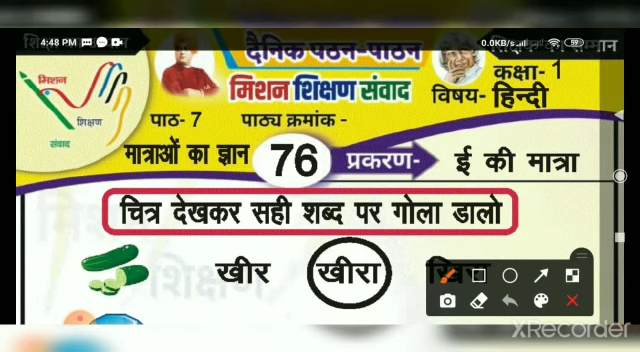 4:48 PM
0.0KB/s
59
दैनिक पठन-पाठन
मिशन शिक्षण संवाद
मिशन
शिक्षण
संवाद
कक्षा- 1
विषय- हिन्दी
पाठ- 7 पाठ्य क्रमांक -
मात्राओं का ज्ञान 76 प्रकरण- ई की मात्रा
चित्र देखकर सही शब्द पर गोला डालो
खीर खीरा
XRecorder